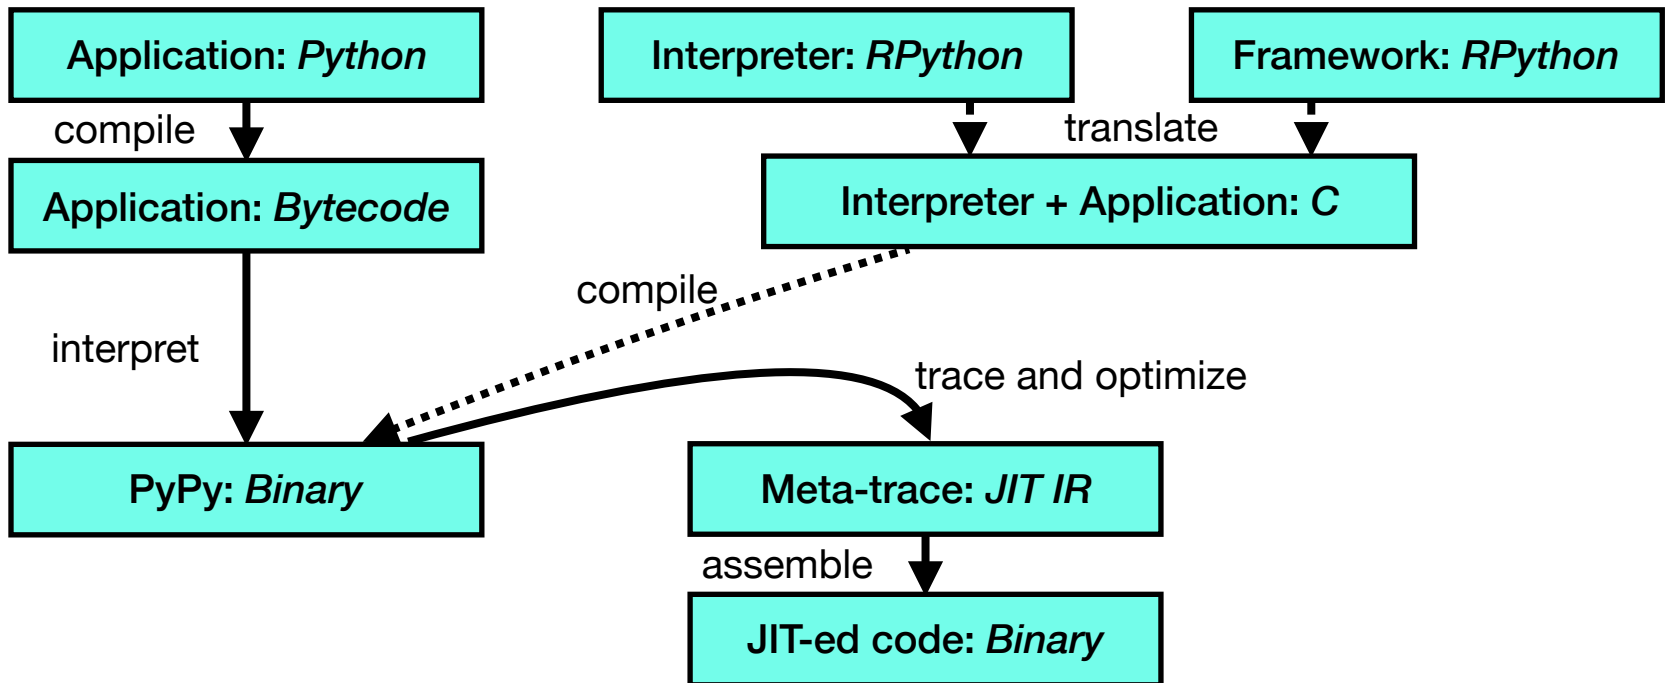 Application: Python
Interpreter: RPython
Framework: RPython
compile
translate
Application: Bytecode
Interpreter + Application: C
compile
interpret
trace and optimize
PyPy: Binary
Meta-trace: JIT IR
assemble
JIT-ed code: Binary